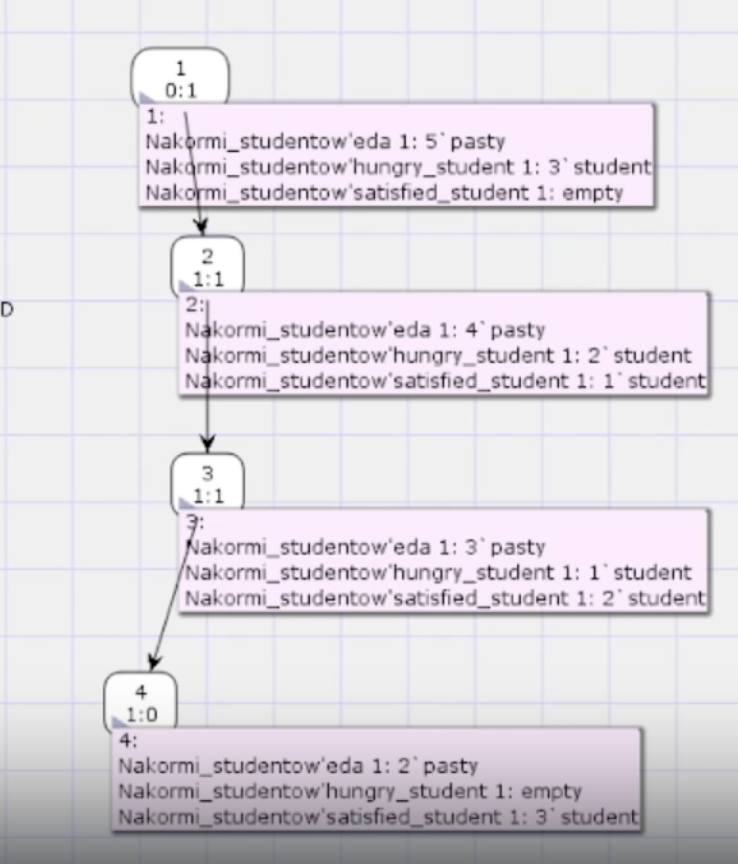 1
0:1
1:
Nakormi_studentow'eda 1: 5`pasty
Nakormi_studentow'hungry_student 1: 3`student
Nakormi_studentow'satisfied_student 1: empty
2
1:1
D
2:
Nakormi_studentow'eda 1: 4`pasty
Nakormi_studentow'hungry_student 1: 2`student
Nakormi_studentow'satisfied_student 1: 1`student
3
1:1
3:
Nakormi_studentow'eda 1: 3`pasty
Nakormi_studentow'hungry_student 1: 1`student
Nakormi_studentow'satisfied_student 1: 2`student
4
1:0
4:
Nakormi_studentow'eda 1: 2`pasty
Nakormi_studentow'hungry_student 1: empty
Nakormi_studentow'satisfied_student 1: 3`student